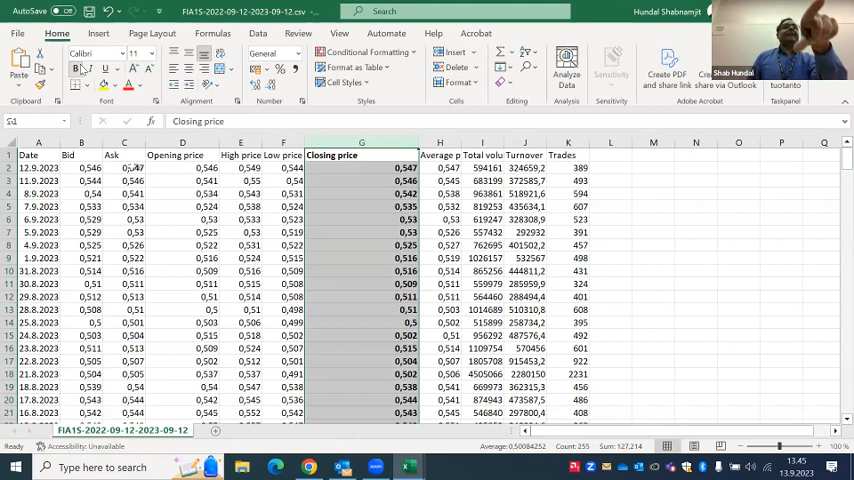 AutoSave Off FIA1S-2022-09-12-2023-09-12.csv Search Hundal Shabnamjit
File Home Insert Page Layout Formulas Data Review View Automate Help Acrobat
Paste Calibri 11 General Conditional Formatting Insert Analyze Data Sensitivity Create PDF and share link
B I U % Format as Table Delete via Outlook tuotanto
Cell Styles Format
Clipboard Font Alignment Number Styles Cells Analysis Sensitivity Adobe Acrobat
Closing price
A B C D E F G H I J K L M N O P Q
1 Date Bid Ask Opening price High price Low price Closing price Average p Total volu Turnover Trades
2 12.9.2023 0,546 0,547 0,546 0,549 0,544 0,547 0,547 594161 324659,2 389
3 11.9.2023 0,544 0,546 0,541 0,55 0,54 0,546 0,545 683199 372585,7 493
4 8.9.2023 0,54 0,541 0,534 0,543 0,531 0,542 0,538 963861 518921,6 594
5 7.9.2023 0,533 0,534 0,54 0,54 0,528 0,535 0,534 815239 435634,1 607
6 6.9.2023 0,529 0,53 0,53 0,533 0,527 0,53 0,53 619247 328308,9 523
7 5.9.2023 0,529 0,53 0,525 0,53 0,519 0,53 0,526 557432 292932 391
8 4.9.2023 0,525 0,526 0,522 0,531 0,522 0,525 0,527 762695 401502,2 457
9 1.9.2023 0,521 0,522 0,516 0,524 0,515 0,516 0,519 1026157 532567 498
10 31.8.2023 0,514 0,516 0,509 0,516 0,509 0,516 0,514 865256 444811,2 431
11 30.8.2023 0,51 0,511 0,511 0,513 0,508 0,509 0,511 559979 285959,9 324
12 29.8.2023 0,512 0,513 0,51 0,514 0,508 0,511 0,511 564460 288494,4 410
13 28.8.2023 0,508 0,51 0,5 0,51 0,498 0,51 0,503 1014689 510310,8 608
14 25.8.2023 0,5 0,501 0,503 0,506 0,499 0,5 0,502 515899 258734,2 395
15 24.8.2023 0,503 0,504 0,515 0,518 0,502 0,502 0,51 956292 487576,4 492
16 23.8.2023 0,511 0,513 0,509 0,524 0,507 0,515 0,514 1109754 570456 601
17 22.8.2023 0,505 0,507 0,502 0,512 0,501 0,504 0,507 1805708 915453,2 922
18 21.8.2023 0,504 0,505 0,537 0,537 0,491 0,502 0,506 4505066 2280150 2231
19 18.8.2023 0,539 0,54 0,54 0,547 0,538 0,538 0,541 669973 362315,3 456
20 17.8.2023 0,543 0,544 0,54 0,547 0,538 0,544 0,544 874943 474387,5 486
21 16.8.2023 0,542 0,544 0,545 0,552 0,542 0,543 0,545 546840 297800,4 408
FIA1S-2022-09-12-2023-09-12
Ready Accessibility: Unavailable Average: 0,50084252 Count: 255 Sum: 127,214 100 %
Type here to search 13.45
13.9.2023
Shab Hundal